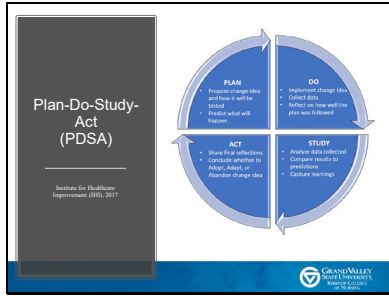 Plan-Do-Study-
Act
(PDSA)
Institute for Healthcare
Improvement (IHI), 2017
PLAN
• Propose change idea
and how it will be
tested
• Predict what will
happen
DO
• Implement change idea
• Collect data
• Reflect on how well the
plan was followed
ACT
• Share final reflections
• Conclude whether to
Adopt, Adapt, or
Abandon change idea
STUDY
• Analyze data collected
• Compare results to
predictions
• Capture learnings
GRAND VALLEY
STATE UNIVERSITY
KIRKHOF COLLEGE
OF NURSING